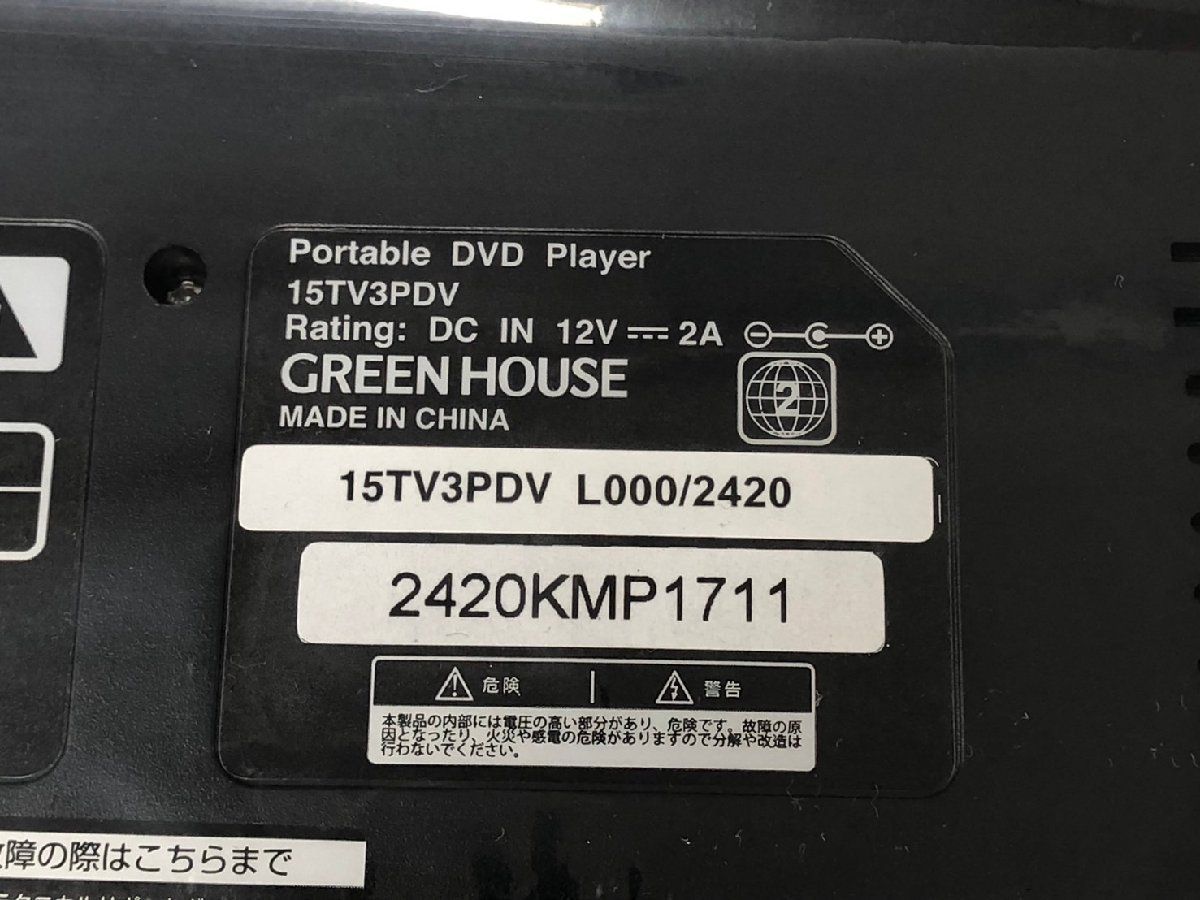 Portable DVD Player
15TV3PDV
Rating: DC IN 12V⎓2A
GREEN HOUSE
2
MADE IN CHINA
15TV3PDV L000/2420
2420KMP1711
危険 | 警告
本製品の内部には電圧の高い部分があり、危険です。故障の原
因となったり、火災や感電の危険がありますので分解や改造は
行わないでください。
障の際はこちらまで